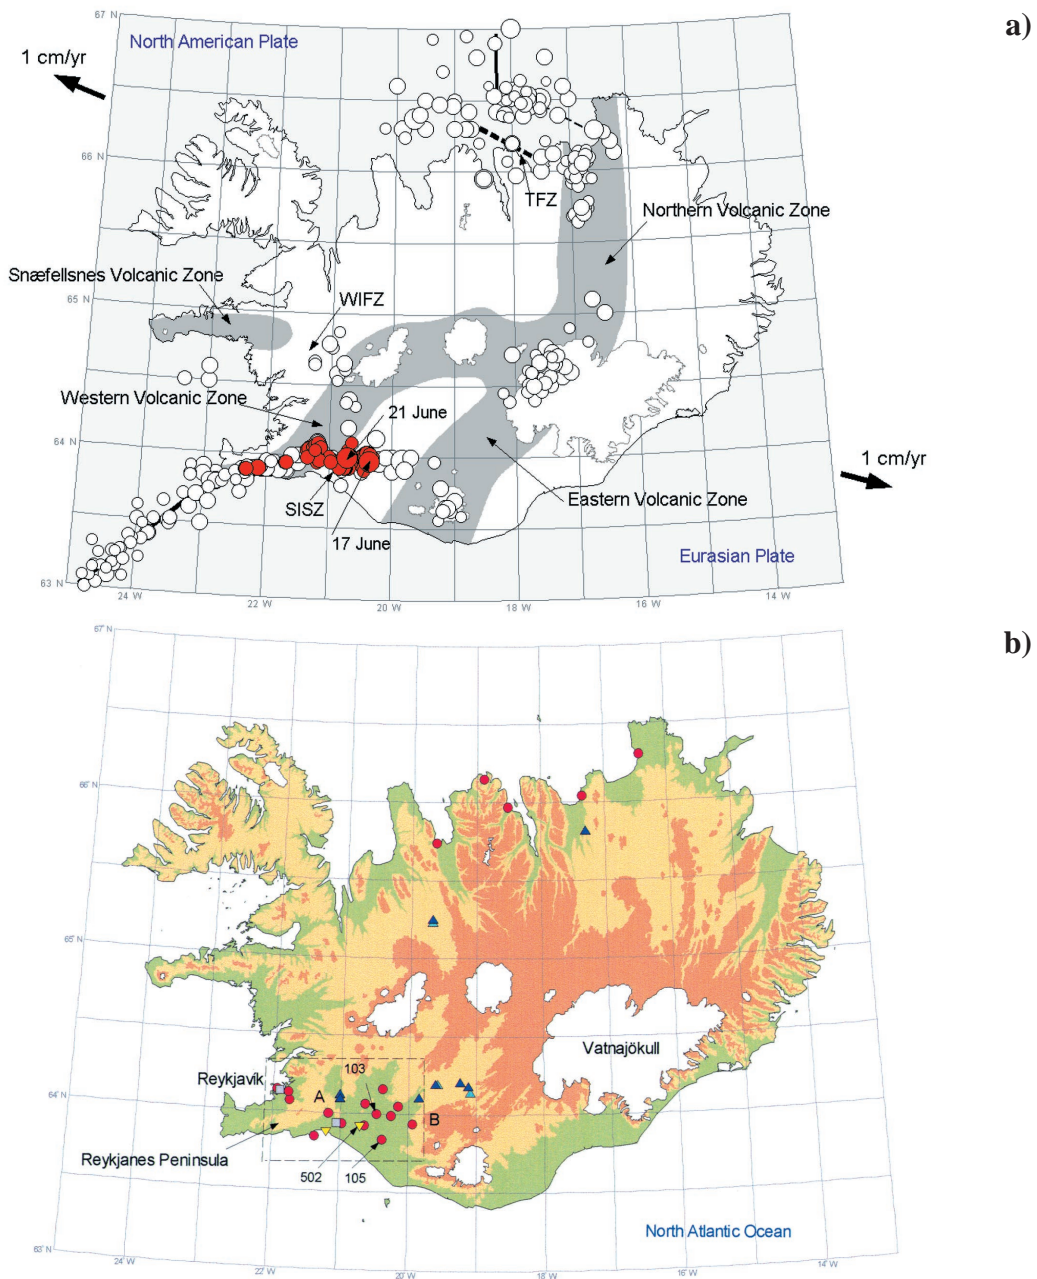 67 N
a)
North American Plate
1 cm/yr
66 N
TFZ
Northern Volcanic Zone
Snæfellsnes Volcanic Zone
65 N
WIFZ
Western Volcanic Zone
21 June
64 N
1 cm/yr
SISZ
Eastern Volcanic Zone
17 June
Eurasian Plate
63 N
24 W
22 W
20 W
18 W
16 W
14 W
67° N
b)
66° N
65° N
Vatnajökull
103
Reykjavík
64° N
A
B
Reykjanes Peninsula
502
105
North Atlantic Ocean
63° N
24° W
22° W
20° W
18° W
16° W
14° W